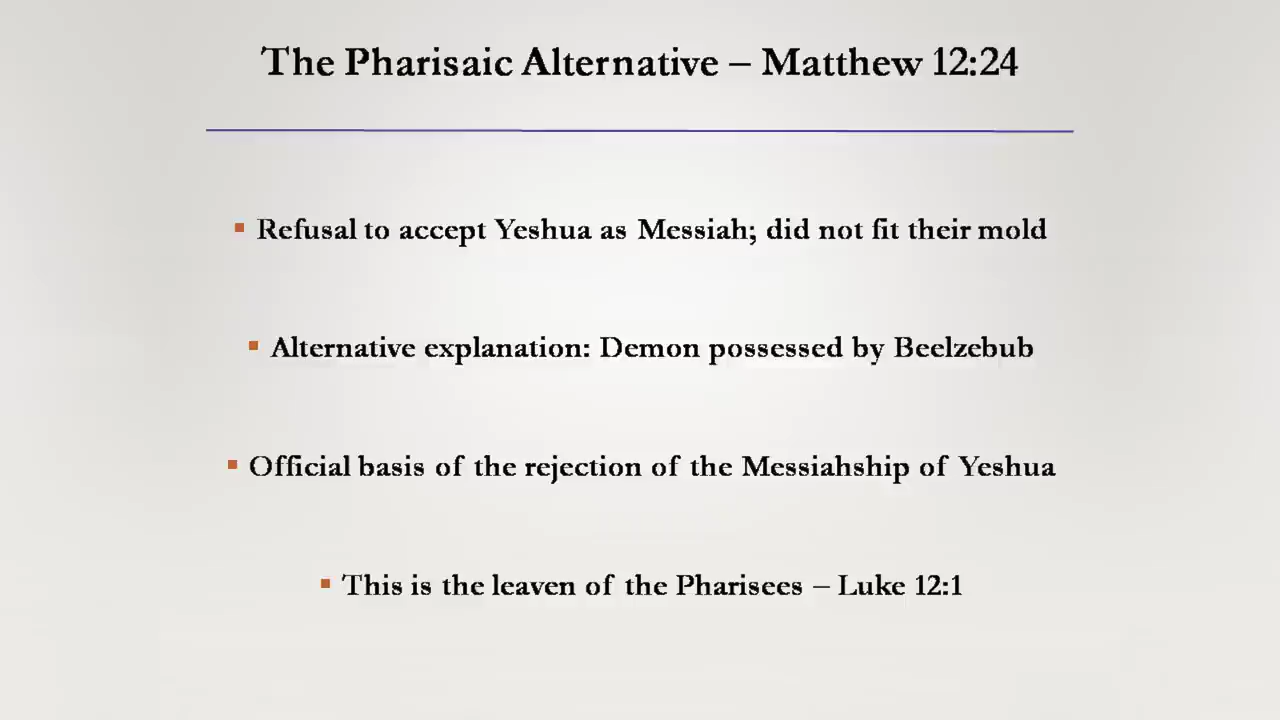 The Pharisaic Alternative – Matthew 12:24
▪ Refusal to accept Yeshua as Messiah; did not fit their mold
▪ Alternative explanation: Demon possessed by Beelzebub
▪ Official basis of the rejection of the Messiahship of Yeshua
▪ This is the leaven of the Pharisees – Luke 12:1